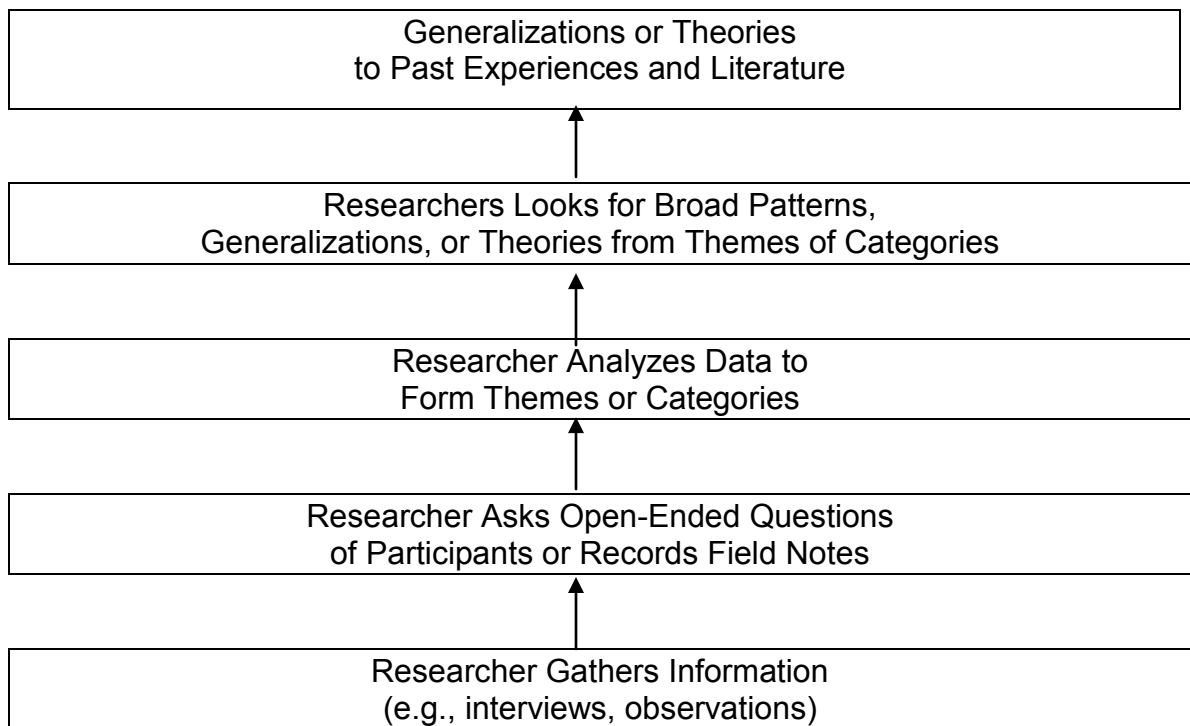 Generalizations or Theories
to Past Experiences and Literature
Researchers Looks for Broad Patterns,
Generalizations, or Theories from Themes of Categories
Researcher Analyzes Data to
Form Themes or Categories
Researcher Asks Open-Ended Questions
of Participants or Records Field Notes
Researcher Gathers Information
(e.g., interviews, observations)